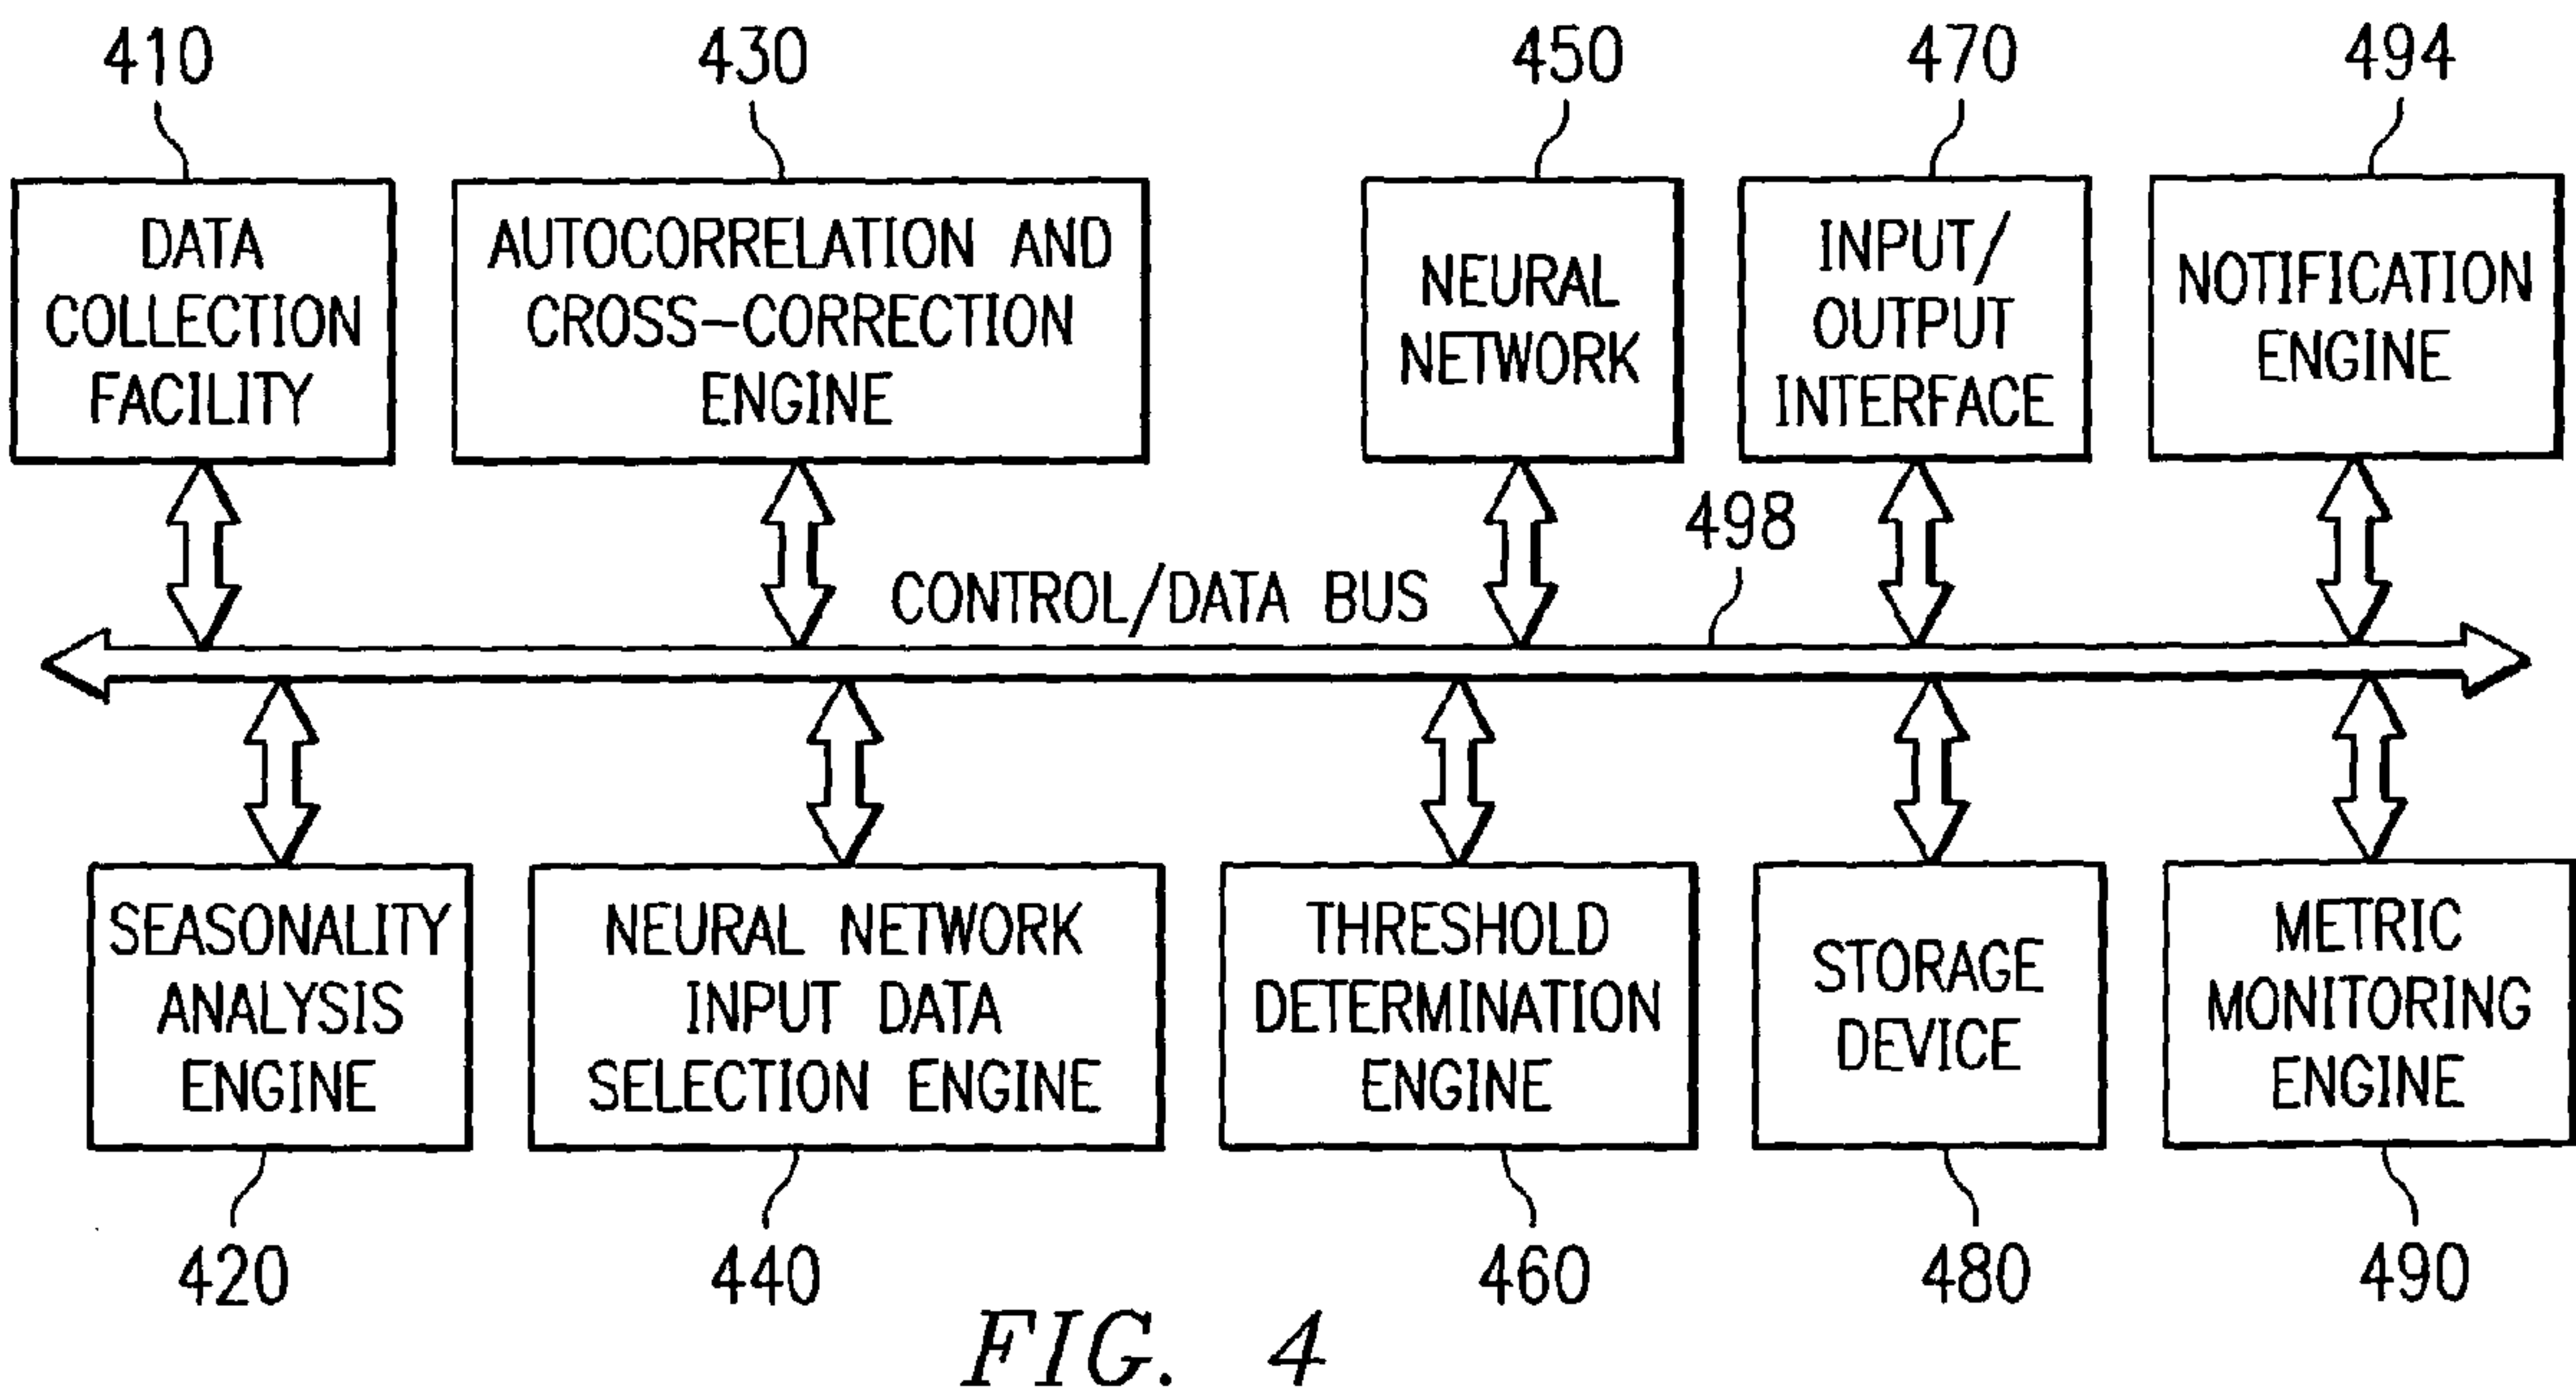 410
430
450
470
494
DATA
COLLECTION
FACILITY
AUTOCORRELATION AND
CROSS-CORRECTION
ENGINE
NEURAL
NETWORK
INPUT/
OUTPUT
INTERFACE
NOTIFICATION
ENGINE
498
CONTROL/DATA BUS
SEASONALITY
ANALYSIS
ENGINE
NEURAL NETWORK
INPUT DATA
SELECTION ENGINE
THRESHOLD
DETERMINATION
ENGINE
STORAGE
DEVICE
METRIC
MONITORING
ENGINE
420
440
460
480
490
FIG. 4